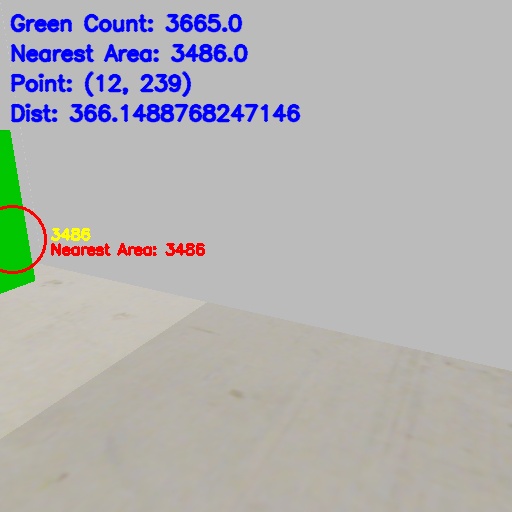 Green Count: 3665.0
Nearest Area: 3486.0
Point: (12, 239)
Dist: 366.1488768247146
3486
Nearest Area: 3486